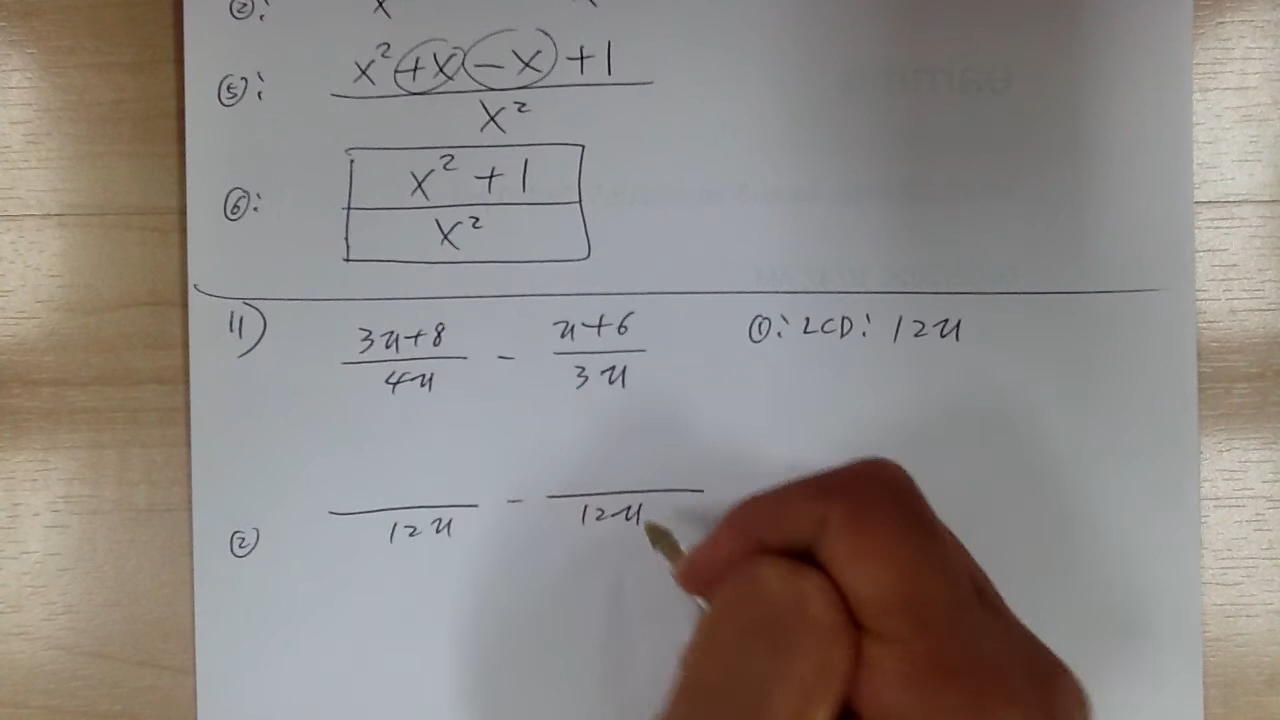 ②:
⑤: x² +x -x +1
x²
⑥: x² + 1
x²
11) 3u+8 - u+6 ①: LCD: 12u
4u 3u
② -
12u 12u